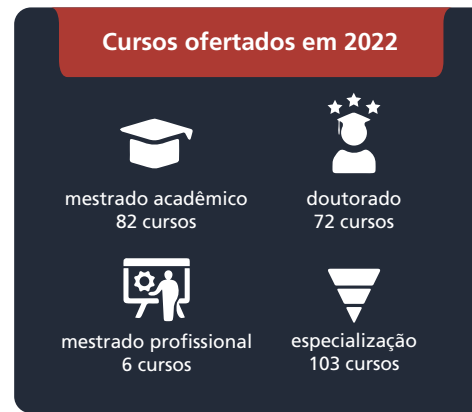 Cursos ofertados em 2022
mestrado acadêmico
82 cursos
doutorado
72 cursos
mestrado profissional
6 cursos
especialização
103 cursos